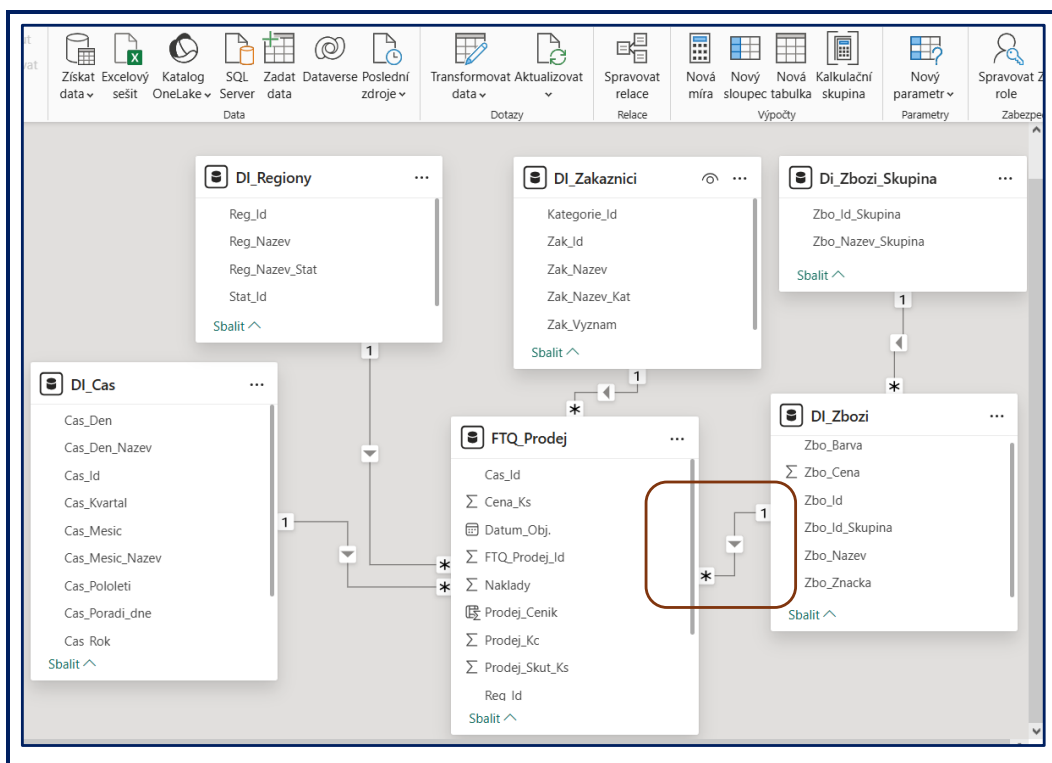 Získat data
Excelový sešit
Katalog OneLake
SQL Server
Zadat data
Dataverse
Poslední zdroje
Data
Transformovat data
Aktualizovat
Dotazy
Spravovat relace
Relace
Nová míra
Nový sloupec
Nová tabulka
Kalkulační skupina
Výpočty
Nový parametr
Parametry
Spravovat role
Z
Zabezpe
DI_Regiony
Reg_Id
Reg_Nazev
Reg_Nazev_Stat
Stat_Id
Sbalit
1
DI_Zakaznici
Kategorie_Id
Zak_Id
Zak_Nazev
Zak_Nazev_Kat
Zak_Vyznam
Sbalit
1
*
Di_Zbozi_Skupina
Zbo_Id_Skupina
Zbo_Nazev_Skupina
Sbalit
1
*
DI_Cas
Cas_Den
Cas_Den_Nazev
Cas_Id
Cas_Kvartal
Cas_Mesic
Cas_Mesic_Nazev
Cas_Pololeti
Cas_Poradi_dne
Cas Rok
Sbalit
1
*
*
FTQ_Prodej
Cas_Id
Σ Cena_Ks
Datum_Obj.
Σ FTQ_Prodej_Id
Σ Naklady
Prodej_Cenik
Σ Prodej_Kc
Σ Prodej_Skut_Ks
Reg_Id
Sbalit
*
1
DI_Zbozi
Zbo_Barva
Σ Zbo_Cena
Zbo_Id
Zbo_Id_Skupina
Zbo_Nazev
Zbo_Znacka
Sbalit